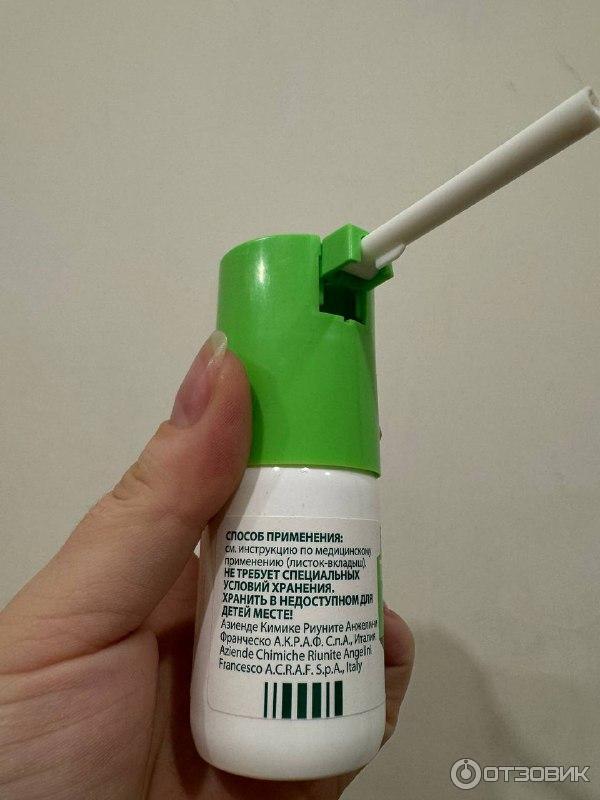 СПОСОБ ПРИМЕНЕНИЯ:
см. инструкцию по медицинскому
применению (листок-вкладыш).
НЕ ТРЕБУЕТ СПЕЦИАЛЬНЫХ
УСЛОВИЙ ХРАНЕНИЯ.
ХРАНИТЬ В НЕДОСТУПНОМ ДЛЯ
ДЕТЕЙ МЕСТЕ!
Азиенде Кимике Риуните Анжелини
Франческо А.К.Р.А.Ф. С.п.А., Италия
Aziende Chimiche Riunite Angelini
Francesco A.C.R.A.F. S.p.A., Italy
ОТЗОВИК